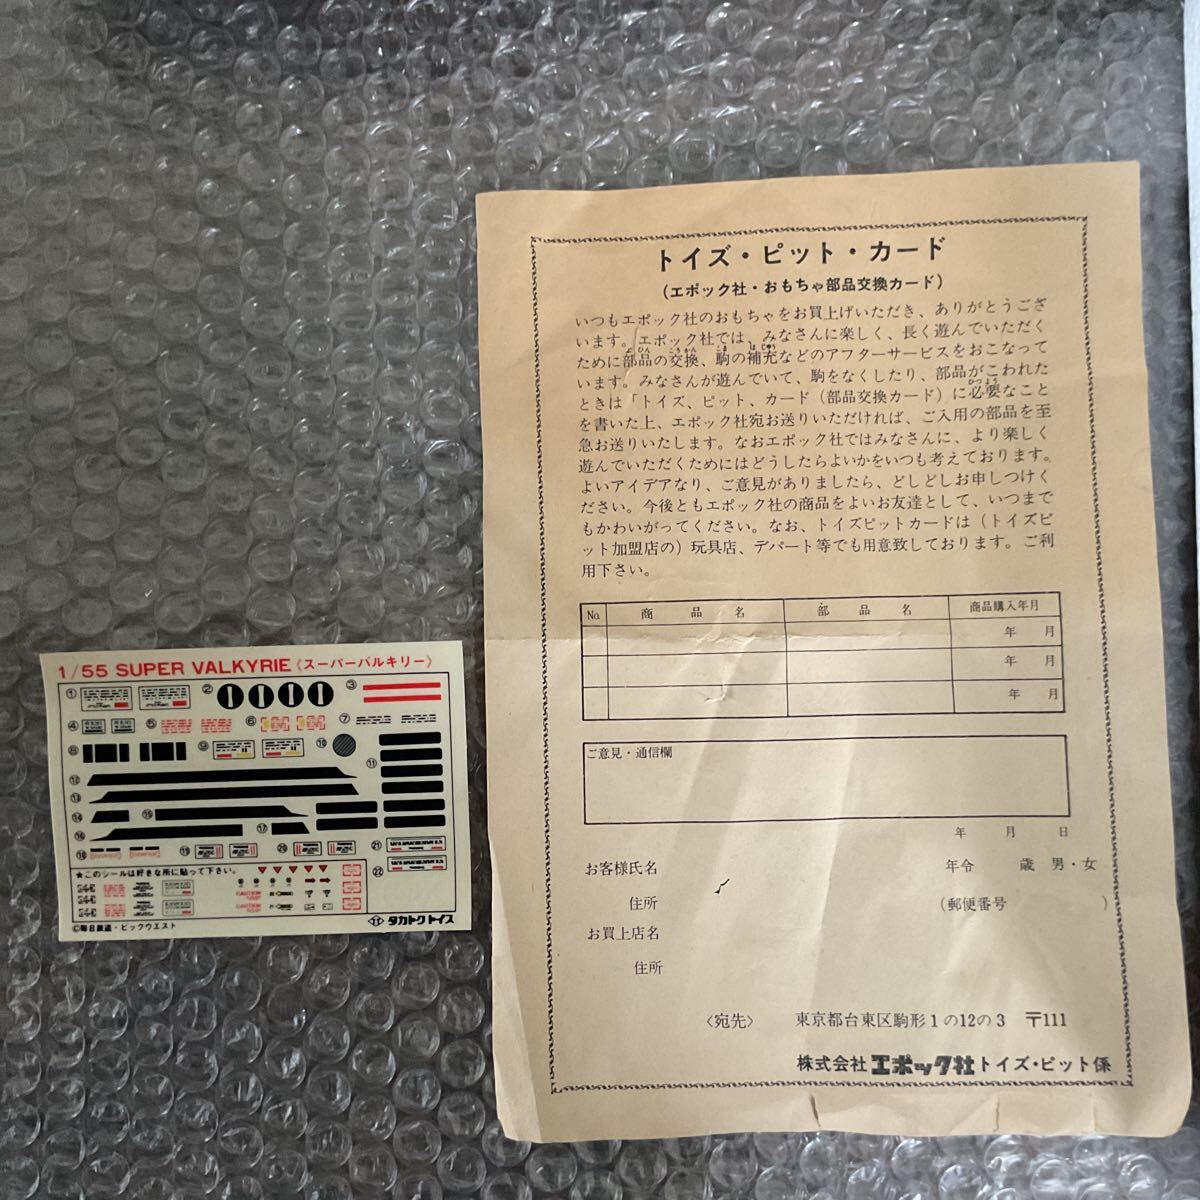 トイズ・ピット・カード
(エポック社・おもちゃ部品交換カード)
いつもエポック社のおもちゃをお買上げいただき、ありがとうござ
います。エポック社では、みなさんに楽しく、長く遊んでいただく
ために部品の交換、駒の補充などのアフターサービスをおこなって
います。みなさんが遊んでいて、駒をなくしたり、部品がこわれた
ときは「トイズ、ピット、カード(部品交換カード)に必要なこと
を書いた上、エポック社宛お送りいただければ、ご入用の部品を至
急お送りいたします。なおエポック社ではみなさんに、より楽しく
遊んでいただくためにはどうしたらよいかをいつも考えております。
よいアイデアなり、ご意見がありましたら、どしどしお申しつけく
ださい。今後ともエポック社の商品をよいお友達として、いつまで
もかわいがってください。なお、トイズピットカードは(トイズピ
ット加盟店の)玩具店、デパート等でも用意致しております。ご利
用下さい。
No. 商品名 部品名 商品購入年月
年 月
年 月
年 月
ご意見・通信欄
年 月 日
お客様氏名 年令 歳 男・女
住所 (郵便番号 )
お買上店名
住所
〈宛先〉 東京都台東区駒形1の12の3 〒111
株式会社 エポック社トイズ・ピット係
1/55 SUPER VALKYRIE《スーパーバルキリー》
① ② ③
④ ⑤ ⑥ ⑦
⑧ ⑨ ⑩
⑪
⑫
⑬
⑭ ⑮
⑯ ⑰
⑱ ⑲ ⑳ 21
★このシールは好きな所に貼って下さい。 22
©毎日放送・ビックウエスト
タカトクトイス